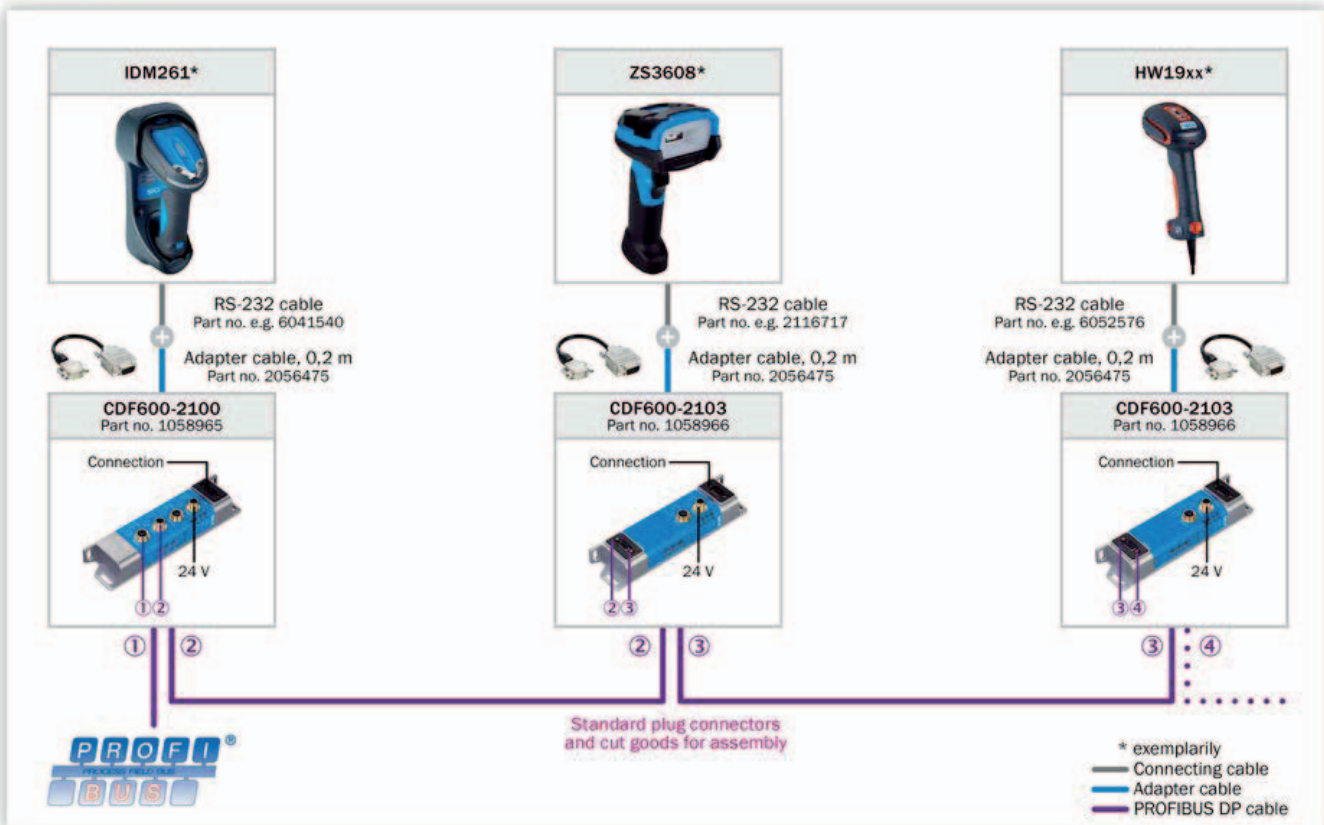 IDM261*
RS-232 cable
Part no. e.g. 6041540
Adapter cable, 0,2 m
Part no. 2056475
CDF600-2100
Part no. 1058965
Connection
24 V
①②
① ②
ZS3608*
RS-232 cable
Part no. e.g. 2116717
Adapter cable, 0,2 m
Part no. 2056475
CDF600-2103
Part no. 1058966
Connection
24 V
②③
② ③
HW19xx*
RS-232 cable
Part no. e.g. 6052576
Adapter cable, 0,2 m
Part no. 2056475
CDF600-2103
Part no. 1058966
Connection
24 V
③④
③ ④
Standard plug connectors
and cut goods for assembly
PROFI®
PROCESS FIELD BUS
BUS
* exemplarily
Connecting cable
Adapter cable
PROFIBUS DP cable